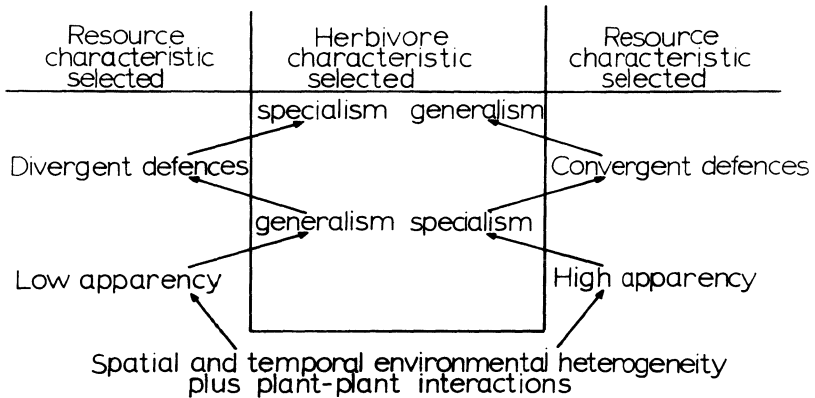 Resource characteristic selected
Herbivore characteristic selected
Resource characteristic selected
specialism generalism
Divergent defences
Convergent defences
generalism specialism
Low apparency
High apparency
Spatial and temporal environmental heterogeneity
plus plant-plant interactions